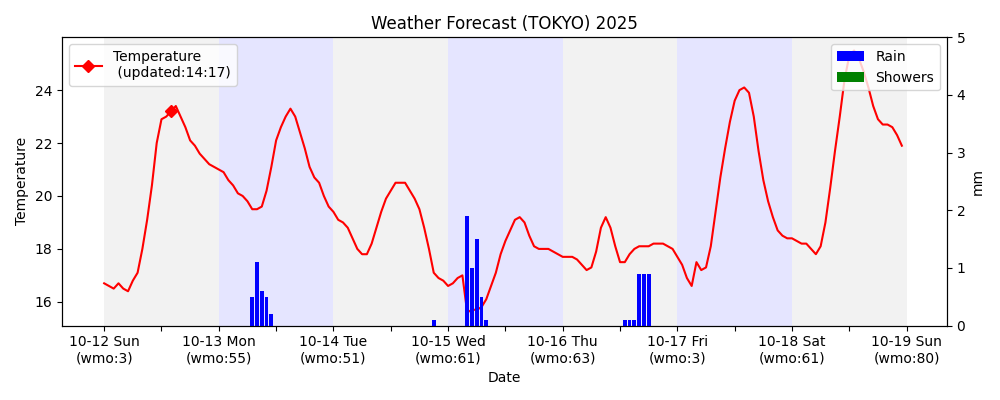 Weather Forecast (TOKYO) 2025
Temperature
(updated:14:17)
Rain
Showers
Temperature
24
22
20
18
16
5
4
3
2
1
0
mm
10-12 Sun
(wmo:3)
10-13 Mon
(wmo:55)
10-14 Tue
(wmo:51)
10-15 Wed
(wmo:61)
10-16 Thu
(wmo:63)
10-17 Fri
(wmo:3)
10-18 Sat
(wmo:61)
10-19 Sun
(wmo:80)
Date